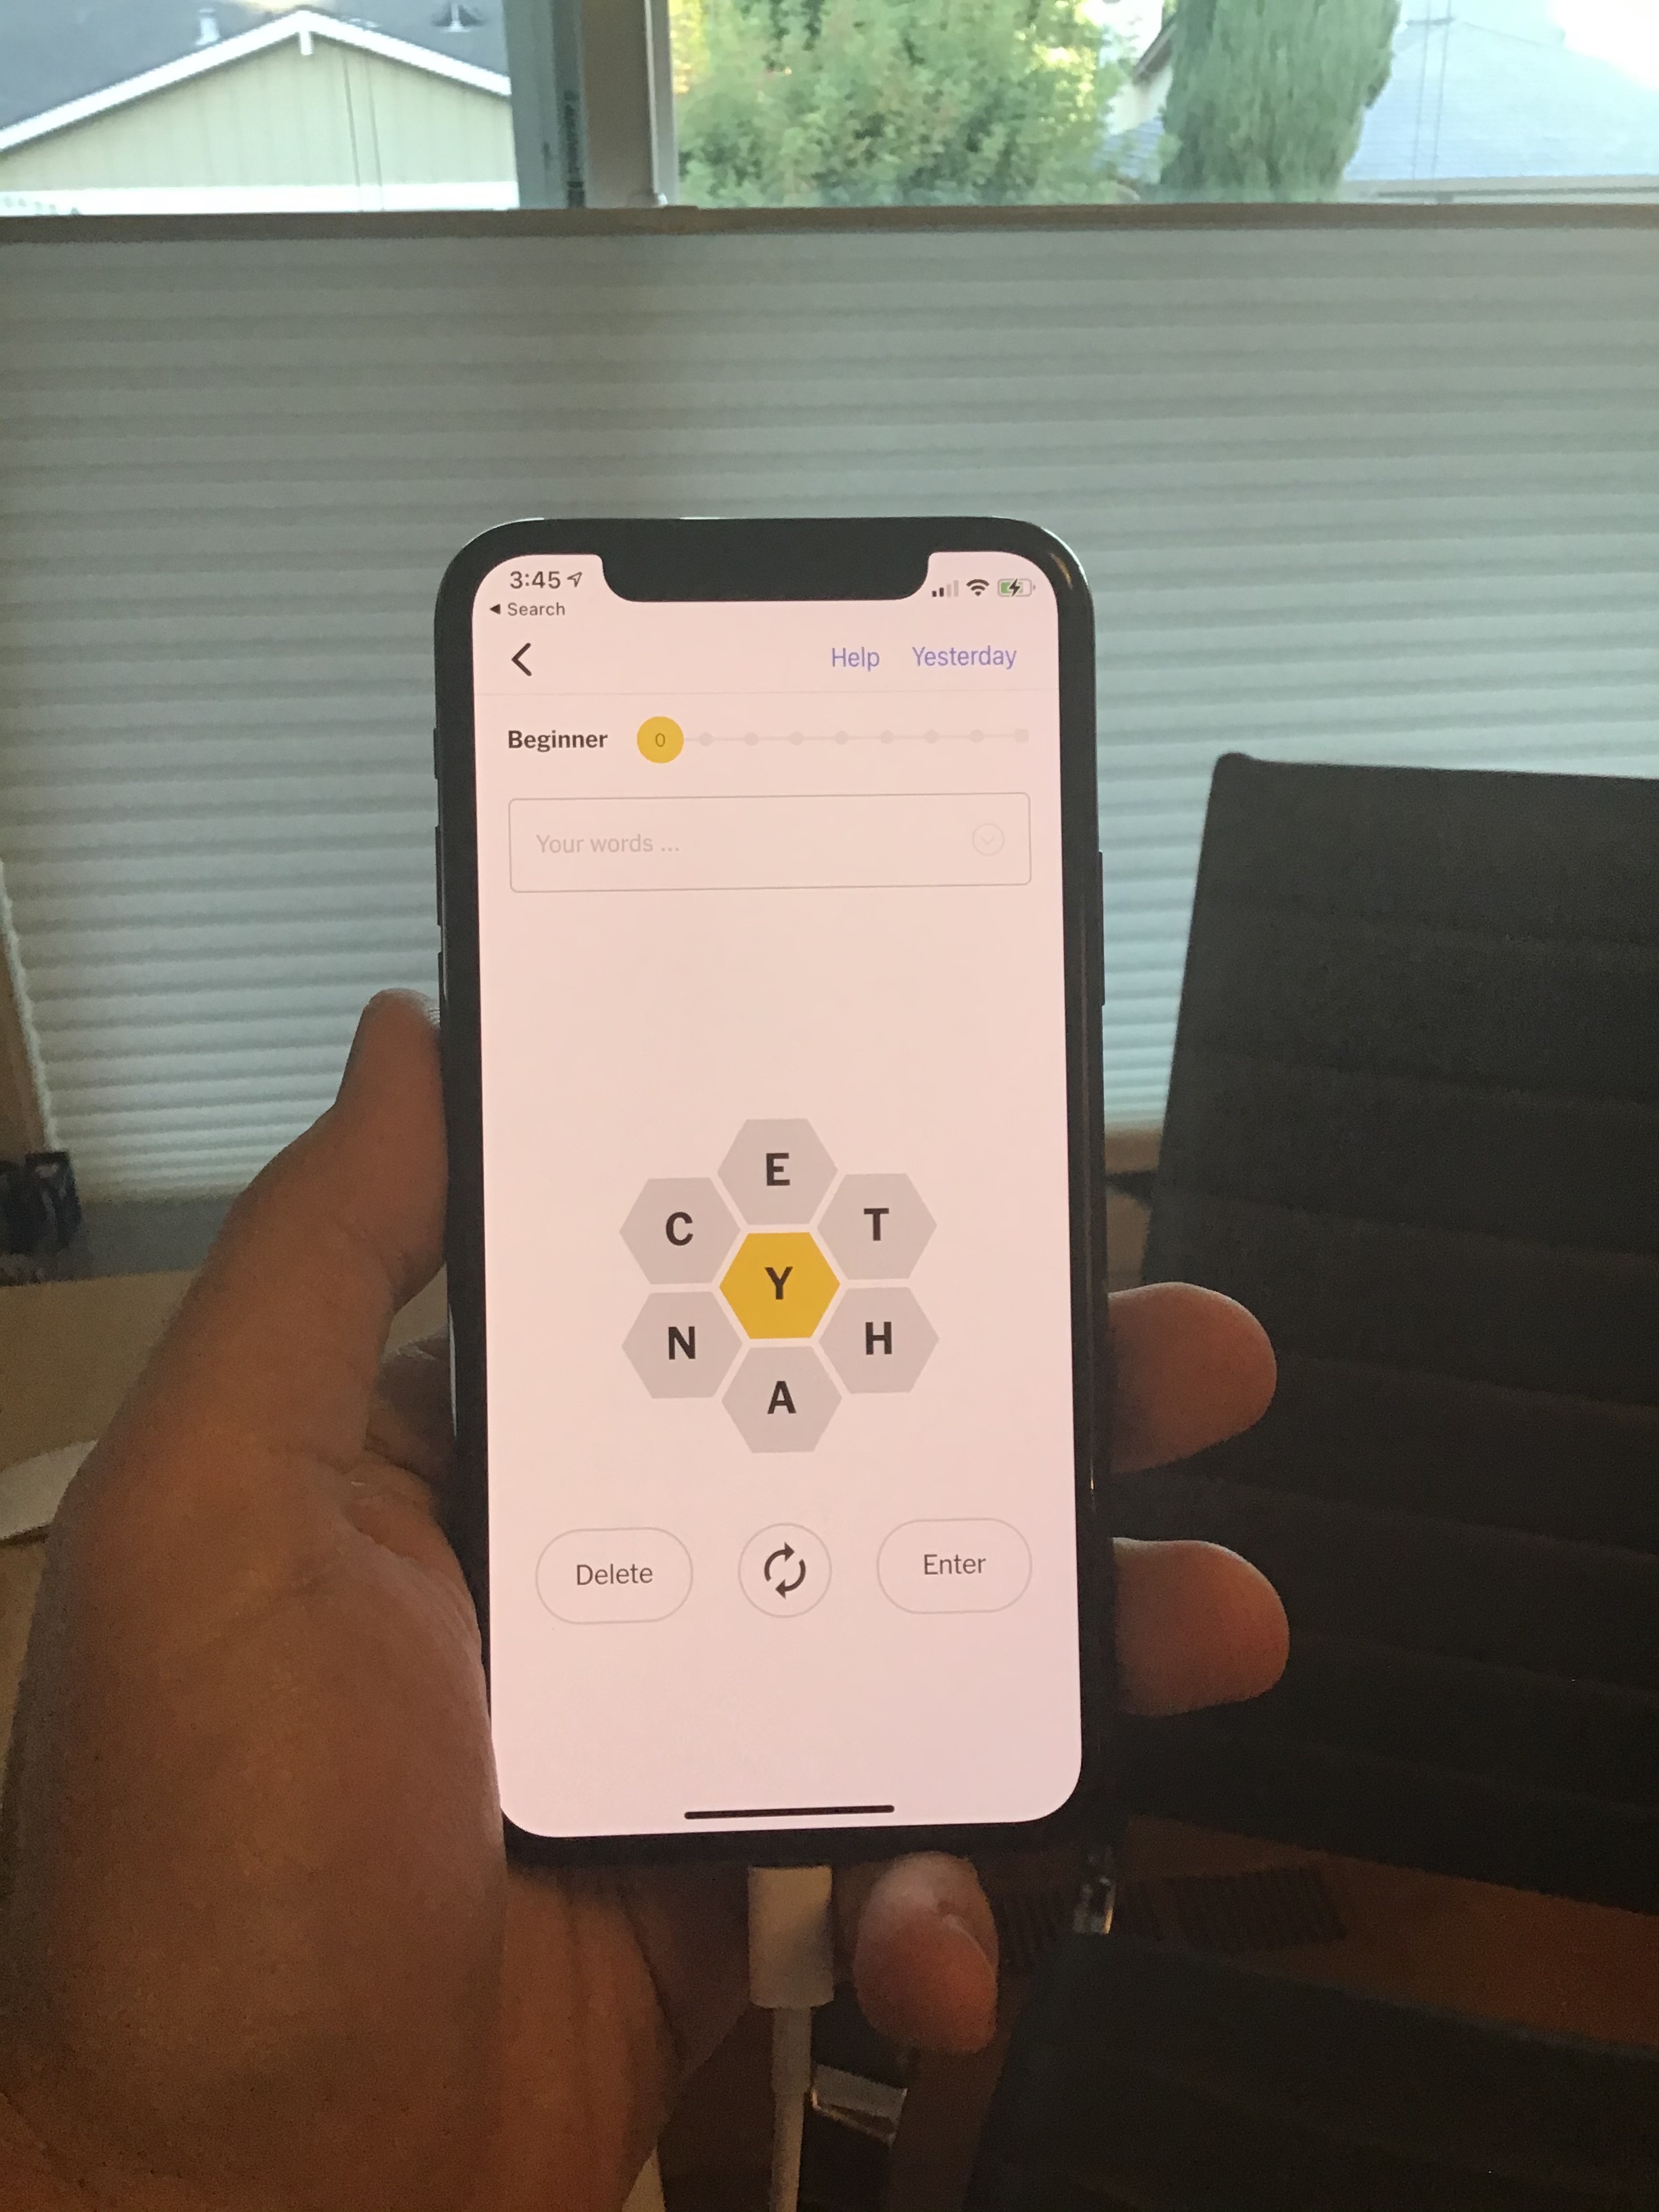 3:45
◀ Search
Help Yesterday
Beginner 0
Your words ...
E
C T
Y
N H
A
Delete Enter